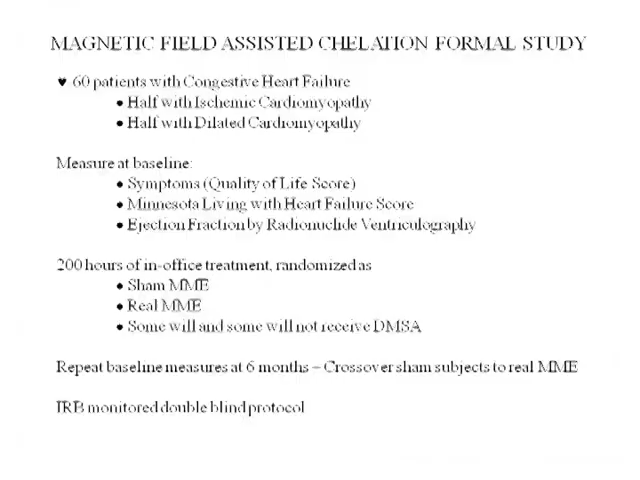 MAGNETIC FIELD ASSISTED CHELATION FORMAL STUDY
♥ 60 patients with Congestive Heart Failure
• Half with Ischemic Cardiomyopathy
• Half with Dilated Cardiomyopathy
Measure at baseline:
• Symptoms (Quality of Life Score)
• Minnesota Living with Heart Failure Score
• Ejection Fraction by Radionuclide Ventriculography
200 hours of in-office treatment, randomized as
• Sham MME
• Real MME
• Some will and some will not receive DMSA
Repeat baseline measures at 6 months – Crossover sham subjects to real MME
IRB monitored double blind protocol